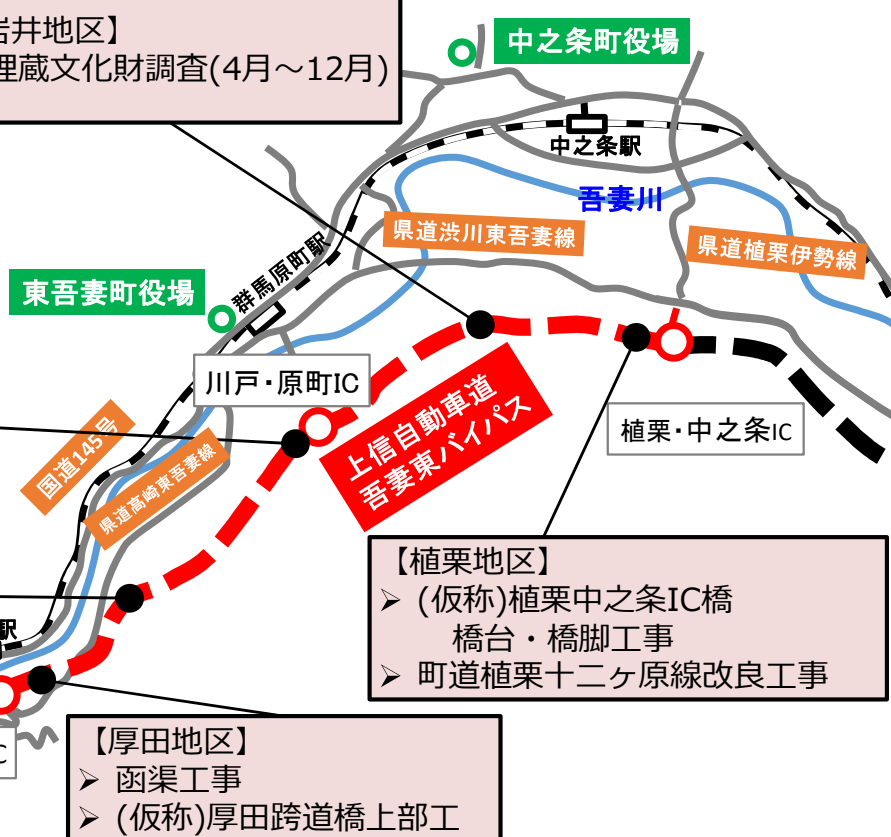 岩井地区】
埋蔵文化財調査(4月～12月)
中之条町役場
中之条駅
吾妻川
県道渋川東吾妻線
県道植栗伊勢線
東吾妻町役場
群馬原町駅
川戸・原町IC
上信自動車道
吾妻東バイパス
植栗・中之条IC
国道145号
県道高崎東吾妻線
【植栗地区】
➢ (仮称)植栗中之条IC橋
橋台・橋脚工事
➢ 町道植栗十二ヶ原線改良工事
駅
C
【厚田地区】
➢ 函渠工事
➢ (仮称)厚田跨道橋上部工